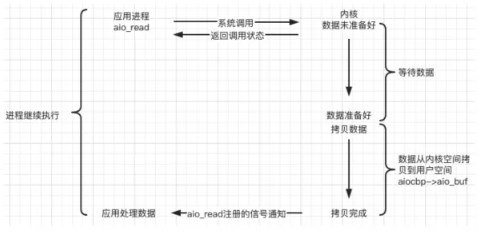 应用进程
aio_read
系统调用
返回调用状态
内核
数据未准备好
等待数据
进程继续执行
数据准备好
拷贝数据
数据从内核空间拷
贝到用户空间
aiocbp->aio_buf
应用处理数据
aio_read注册的信号通知
拷贝完成